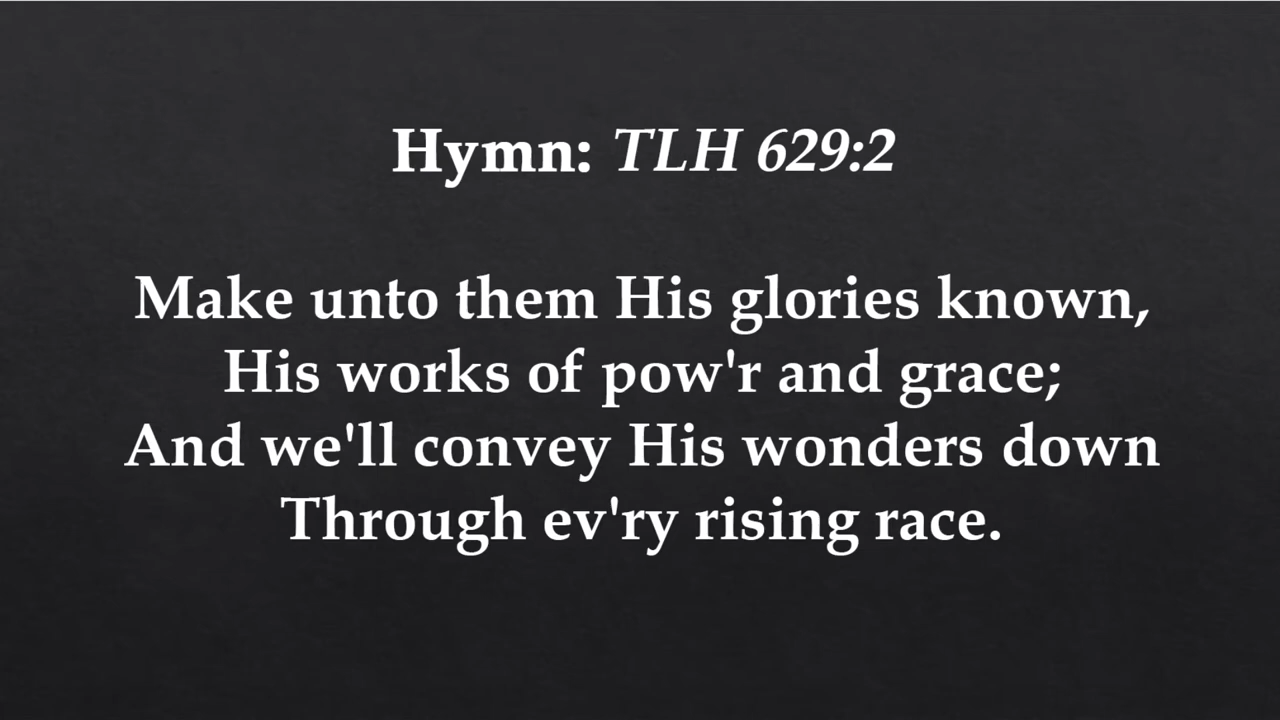 Hymn: TLH 629:2
Make unto them His glories known,
His works of pow'r and grace;
And we'll convey His wonders down
Through ev'ry rising race.